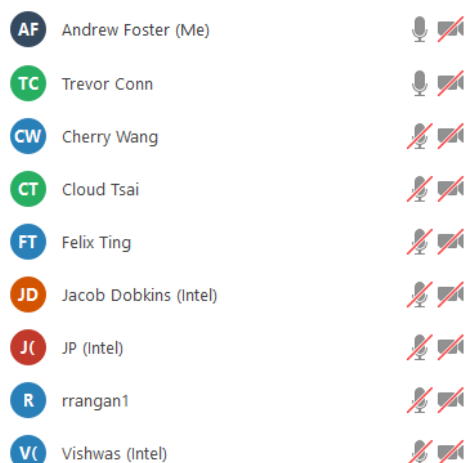 AF Andrew Foster (Me)
TC Trevor Conn
CW Cherry Wang
CT Cloud Tsai
FT Felix Ting
JD Jacob Dobkins (Intel)
J( JP (Intel)
R rrangan1
V( Vishwas (Intel)